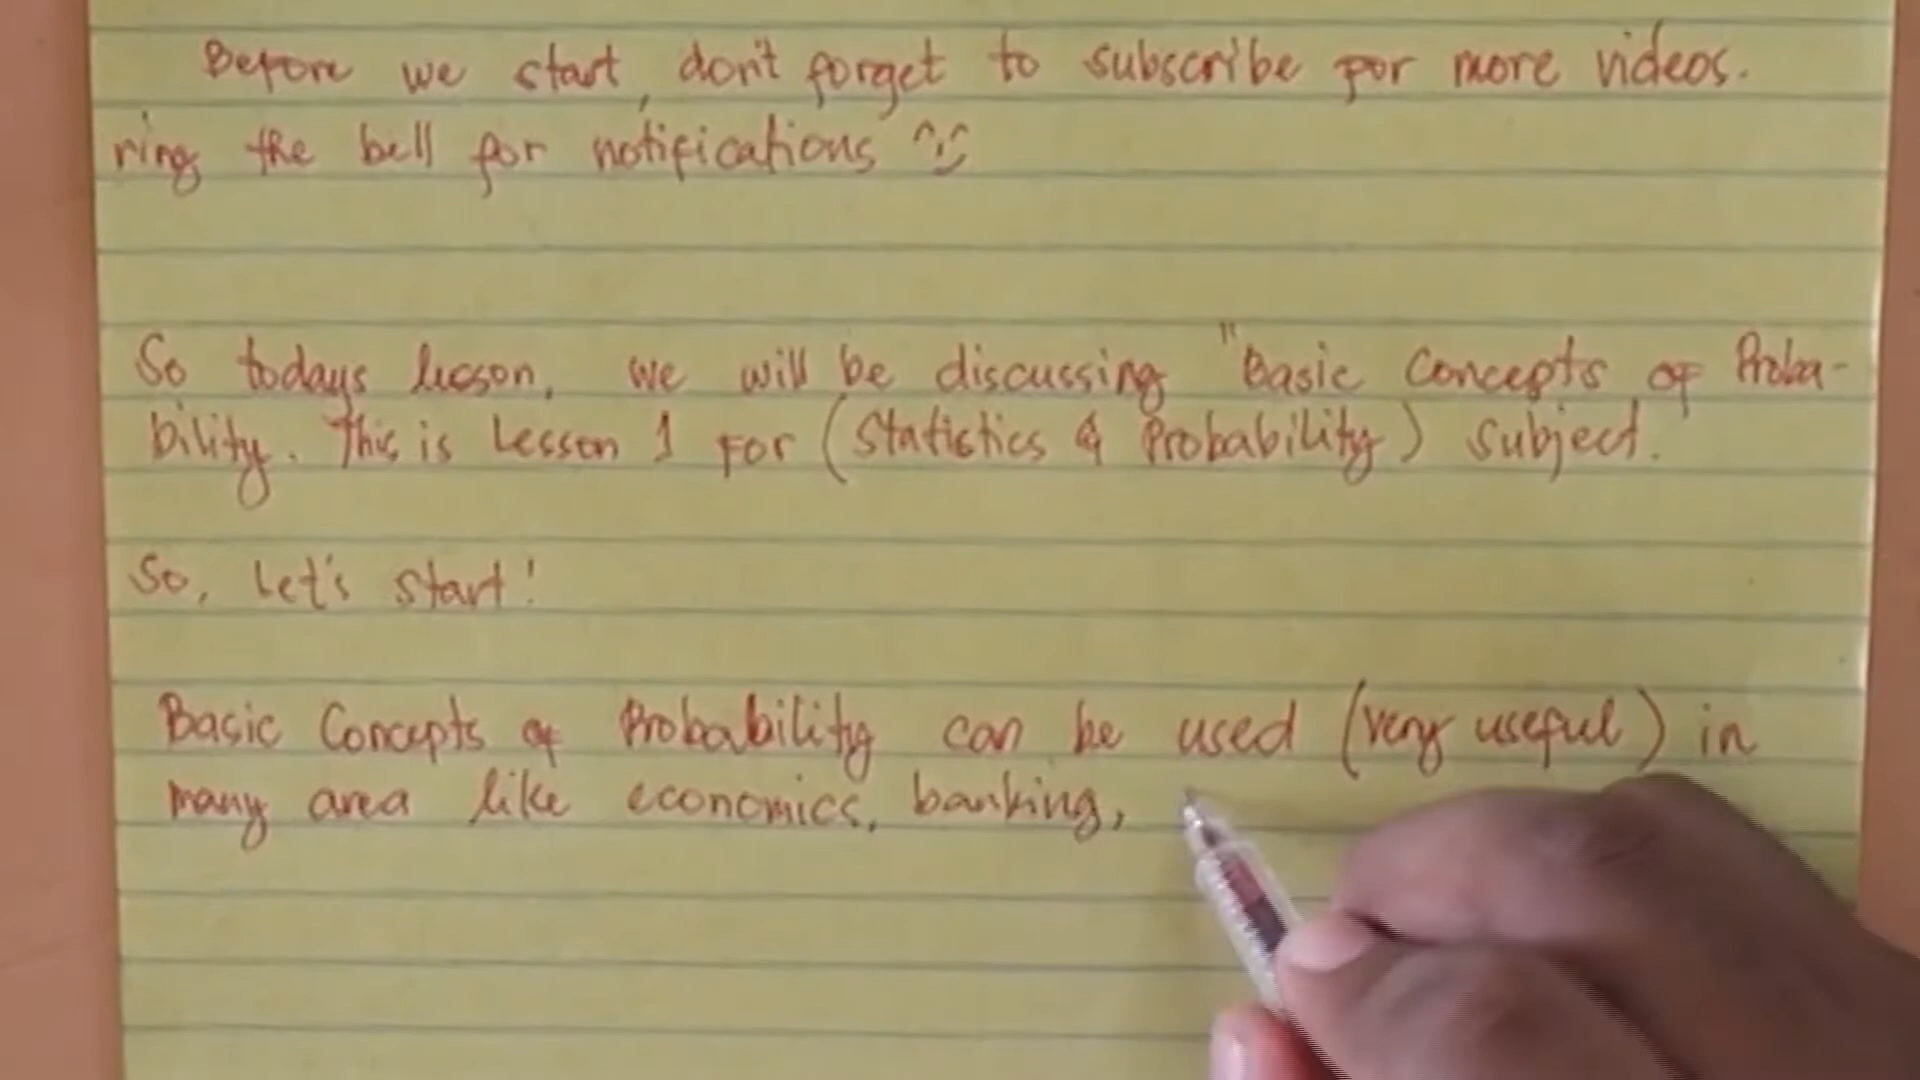 Before we start, don't forget to subscribe for more videos.
ring the bell for notifications
So todays lesson, we will be discussing "Basic Concepts of Proba-
bility. This is Lesson 1 For (Statistics & Probability) Subject.
So, Let's start!
Basic Concepts of Probability can be used (very useful) in
many area like economics, banking,